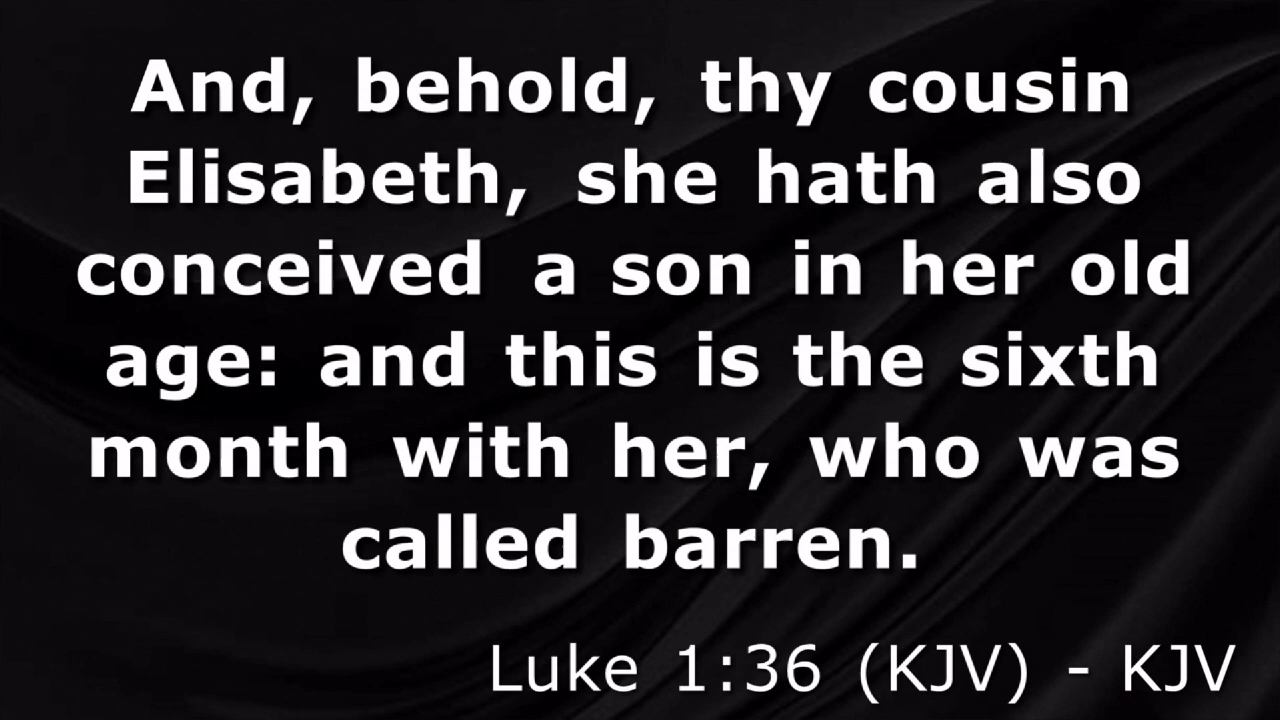 And, behold, thy cousin
Elisabeth, she hath also
conceived a son in her old
age: and this is the sixth
month with her, who was
called barren.
Luke 1:36 (KJV) - KJV